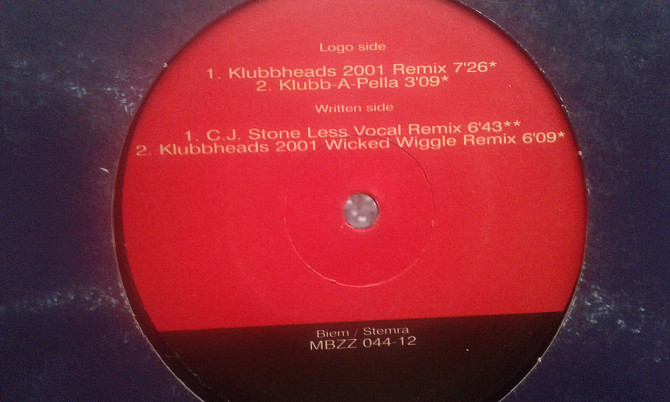 Logo side
1. Klubbheads 2001 Remix 7'26*
2. Klubb-A-Pella 3'09*
Written side
1. C.J. Stone Less Vocal Remix 6'43**
2. Klubbheads 2001 Wicked Wiggle Remix 6'09*
Biem / Stemra
MBZZ 044-12